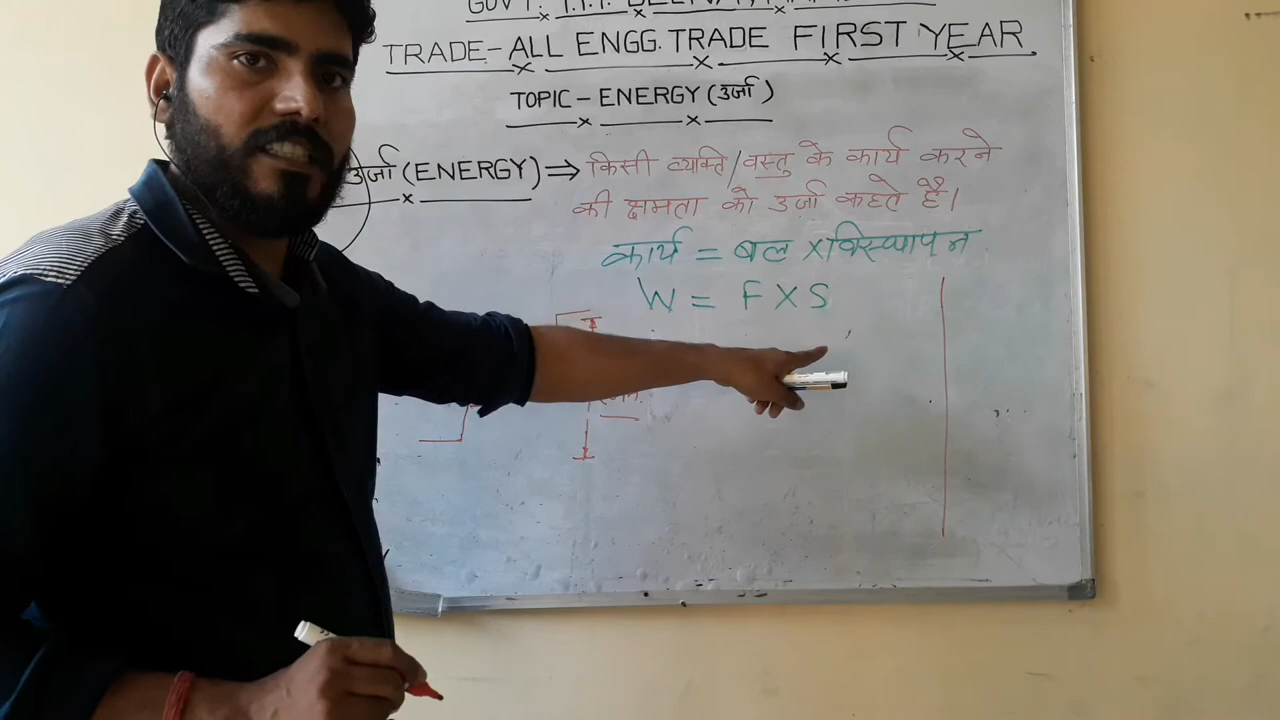 GOVT. I.T.I.
TRADE-ALL ENGG. TRADE FIRST YEAR
TOPIC-ENERGY(उर्जा)
उर्जा(ENERGY)⇒ किसी व्यक्ति/वस्तु के कार्य करने
की क्षमता को उर्जा कहते है।
कार्य = बल ×विस्थापन
W = F X S